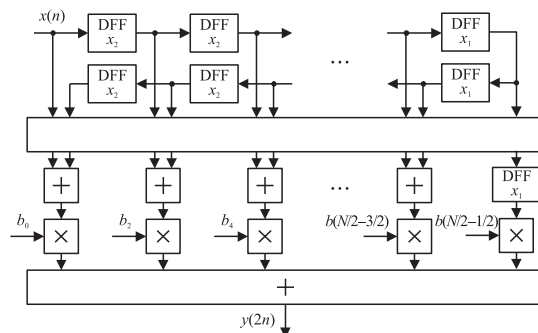 x(n)
DFF
x₂
DFF
x₂
...
DFF
x₁
DFF
x₂
DFF
x₂
DFF
x₁
+
+
+
...
+
DFF
x₁
b₀
×
b₂
×
b₄
×
b(N/2–3/2)
×
b(N/2–1/2)
×
+
y(2n)